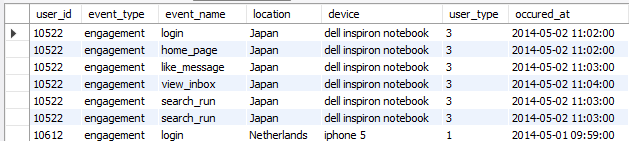 user_id event_type event_name location device user_type occured_at
10522 engagement login Japan dell inspiron notebook 3 2014-05-02 11:02:00
10522 engagement home_page Japan dell inspiron notebook 3 2014-05-02 11:02:00
10522 engagement like_message Japan dell inspiron notebook 3 2014-05-02 11:03:00
10522 engagement view_inbox Japan dell inspiron notebook 3 2014-05-02 11:04:00
10522 engagement search_run Japan dell inspiron notebook 3 2014-05-02 11:03:00
10522 engagement search_run Japan dell inspiron notebook 3 2014-05-02 11:03:00
10612 engagement login Netherlands iphone 5 1 2014-05-01 09:59:00